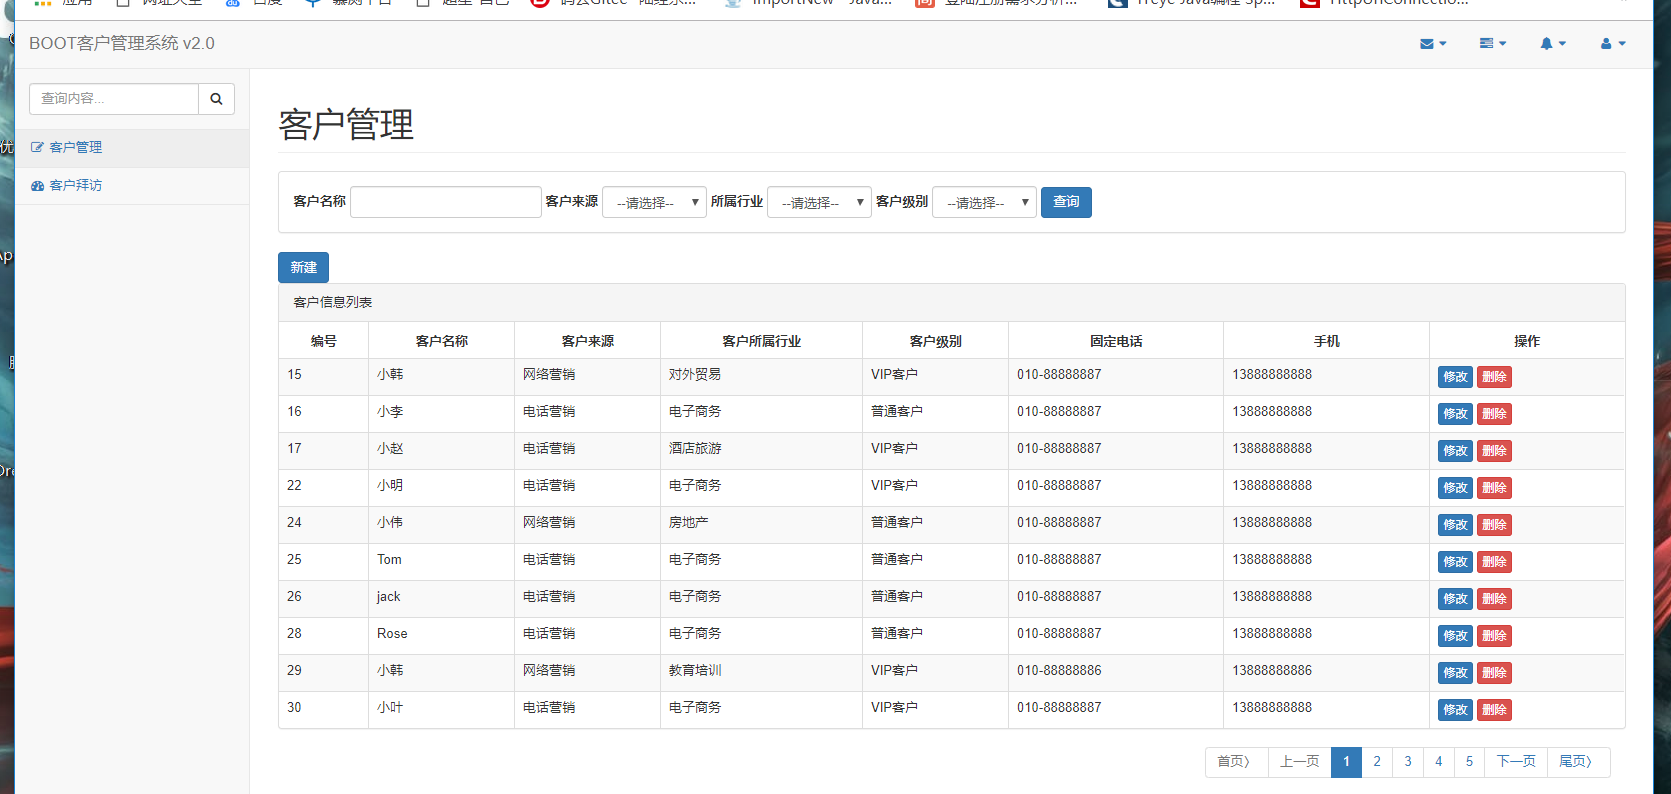 BOOT客户管理系统 v2.0
查询内容...
客户管理
客户拜访
客户管理
客户名称 客户来源 --请选择-- 所属行业 --请选择-- 客户级别 --请选择-- 查询
新建
客户信息列表
编号 客户名称 客户来源 客户所属行业 客户级别 固定电话 手机 操作
15 小韩 网络营销 对外贸易 VIP客户 010-88888887 13888888888 修改 删除
16 小李 电话营销 电子商务 普通客户 010-88888887 13888888888 修改 删除
17 小赵 电话营销 酒店旅游 VIP客户 010-88888887 13888888888 修改 删除
22 小明 电话营销 电子商务 VIP客户 010-88888887 13888888888 修改 删除
24 小伟 网络营销 房地产 普通客户 010-88888887 13888888888 修改 删除
25 Tom 电话营销 电子商务 普通客户 010-88888887 13888888888 修改 删除
26 jack 电话营销 电子商务 普通客户 010-88888887 13888888888 修改 删除
28 Rose 电话营销 电子商务 普通客户 010-88888887 13888888888 修改 删除
29 小韩 网络营销 教育培训 VIP客户 010-88888886 13888888886 修改 删除
30 小叶 电话营销 电子商务 VIP客户 010-88888887 13888888888 修改 删除
首页〉 上一页 1 2 3 4 5 下一页 尾页〉